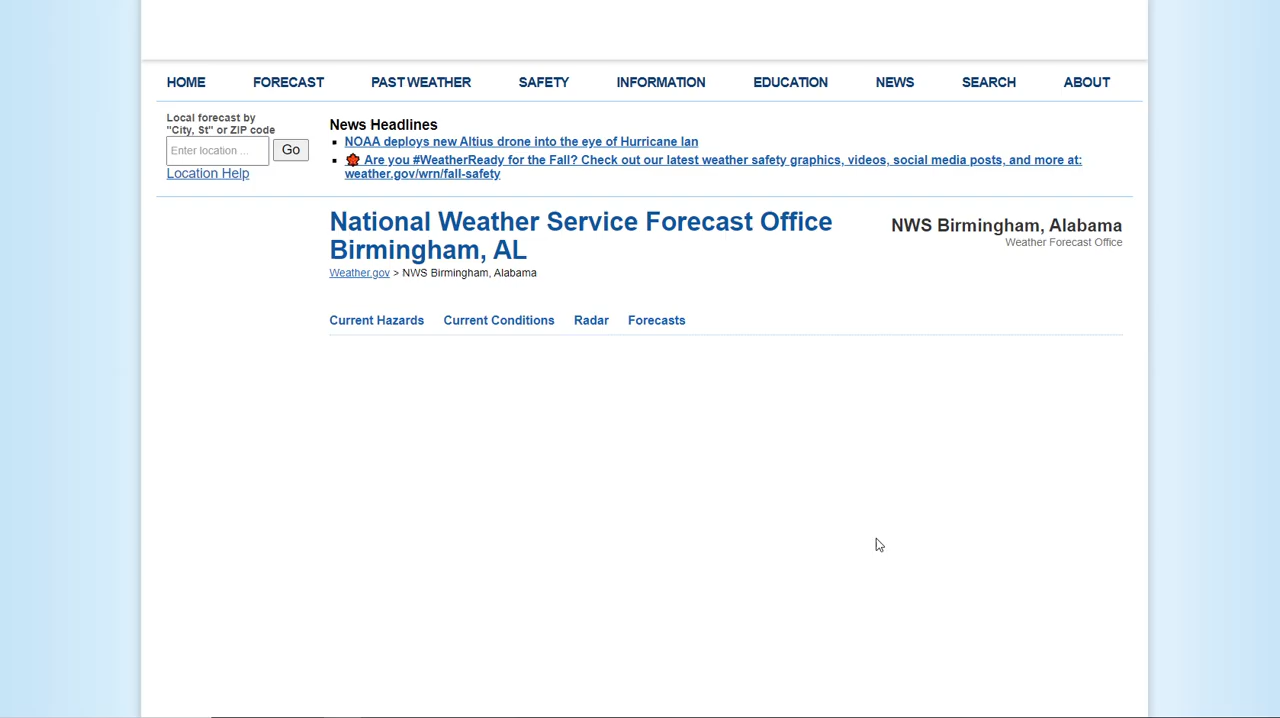 HOME FORECAST PAST WEATHER SAFETY INFORMATION EDUCATION NEWS SEARCH ABOUT
Local forecast by
"City, St" or ZIP code
Enter location ... Go
Location Help
News Headlines
NOAA deploys new Altius drone into the eye of Hurricane Ian
Are you #WeatherReady for the Fall? Check out our latest weather safety graphics, videos, social media posts, and more at:
weather.gov/wrn/fall-safety
National Weather Service Forecast Office
Birmingham, AL
Weather.gov > NWS Birmingham, Alabama
NWS Birmingham, Alabama
Weather Forecast Office
Current Hazards Current Conditions Radar Forecasts